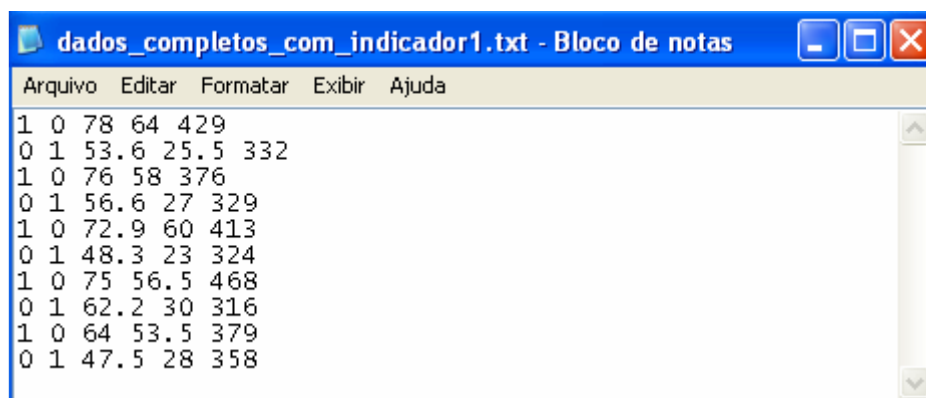 dados_completos_com_indicador1.txt - Bloco de notas
Arquivo Editar Formatar Exibir Ajuda
1 0 78 64 429
0 1 53.6 25.5 332
1 0 76 58 376
0 1 56.6 27 329
1 0 72.9 60 413
0 1 48.3 23 324
1 0 75 56.5 468
0 1 62.2 30 316
1 0 64 53.5 379
0 1 47.5 28 358